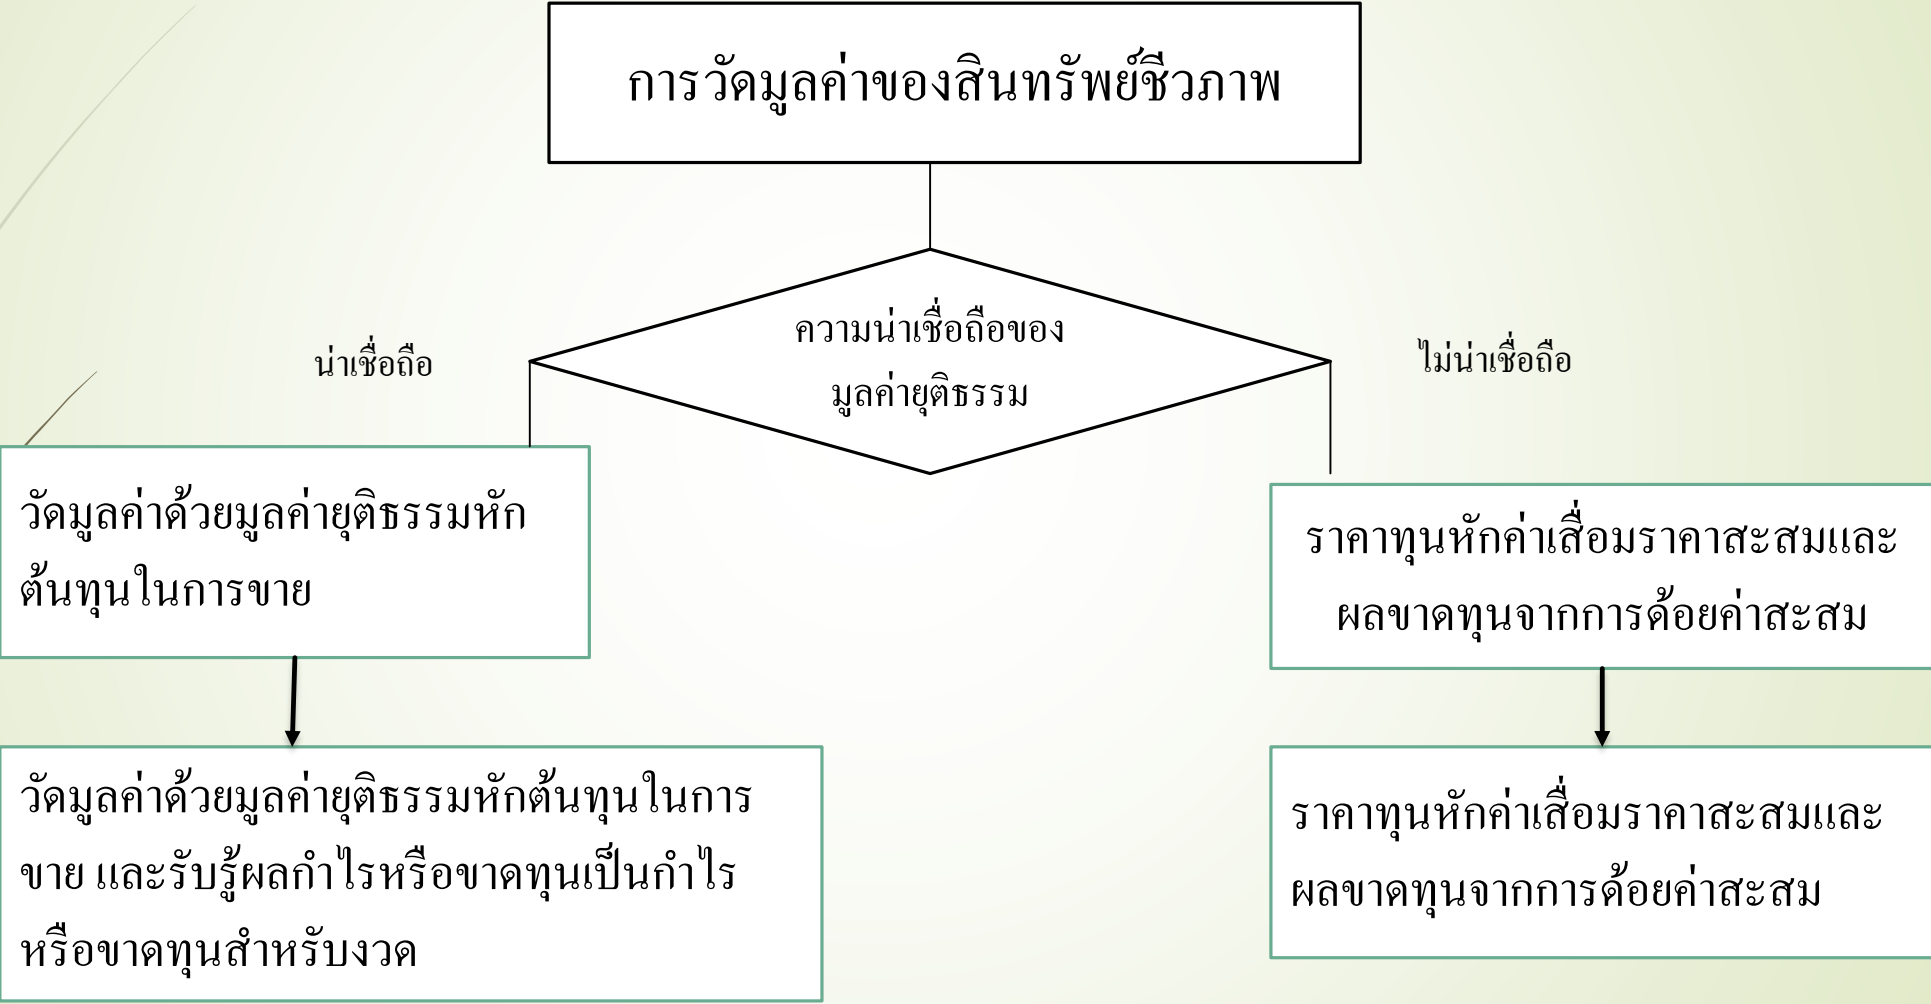 การวัดมูลค่าของสินทรัพย์ชีวภาพ
ความน่าเชื่อถือของ
มูลค่ายุติธรรม
น่าเชื่อถือ
ไม่น่าเชื่อถือ
วัดมูลค่าด้วยมูลค่ายุติธรรมหัก
ต้นทุนในการขาย
ราคาทุนหักค่าเสื่อมราคาสะสมและ
ผลขาดทุนจากการด้อยค่าสะสม
วัดมูลค่าด้วยมูลค่ายุติธรรมหักต้นทุนในการ
ขาย และรับรู้ผลกำไรหรือขาดทุนเป็นกำไร
หรือขาดทุนสำหรับงวด
ราคาทุนหักค่าเสื่อมราคาสะสมและ
ผลขาดทุนจากการด้อยค่าสะสม